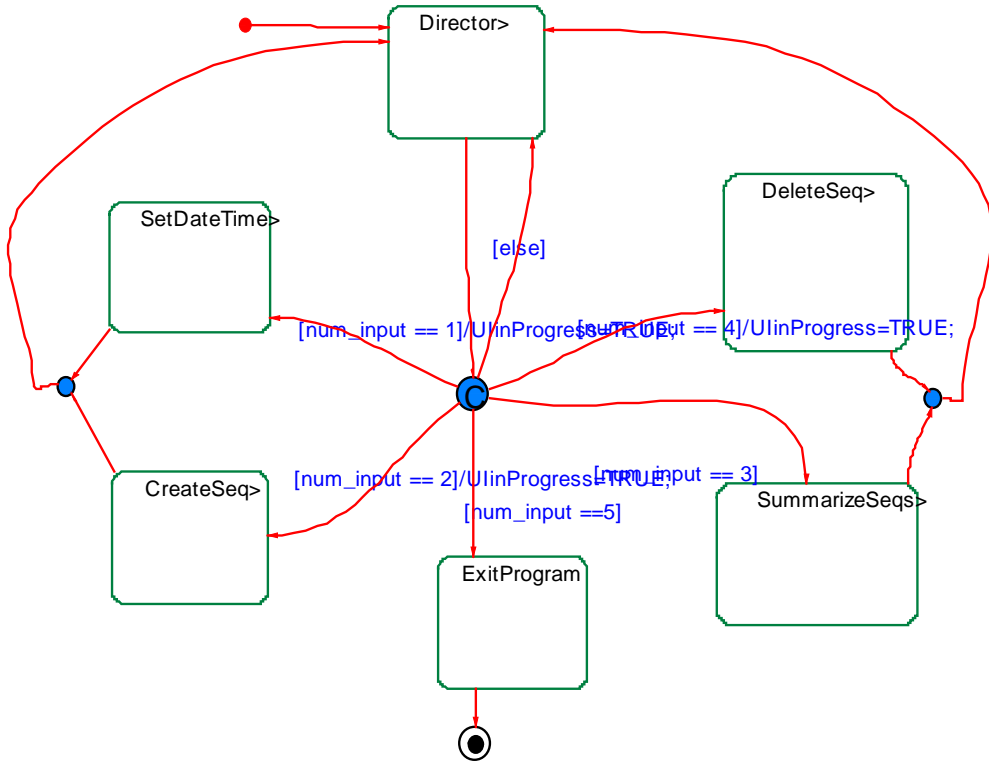 Director>
DeleteSeq>
SetDateTime>
[else]
[num_input == 1]/UIinProgress=TRUE;
[num_input == 4]/UIinProgress=TRUE;
C
[num_input == 2]/UIinProgress=TRUE;
[num_input == 3]
CreateSeq>
SummarizeSeqs>
[num_input ==5]
ExitProgram